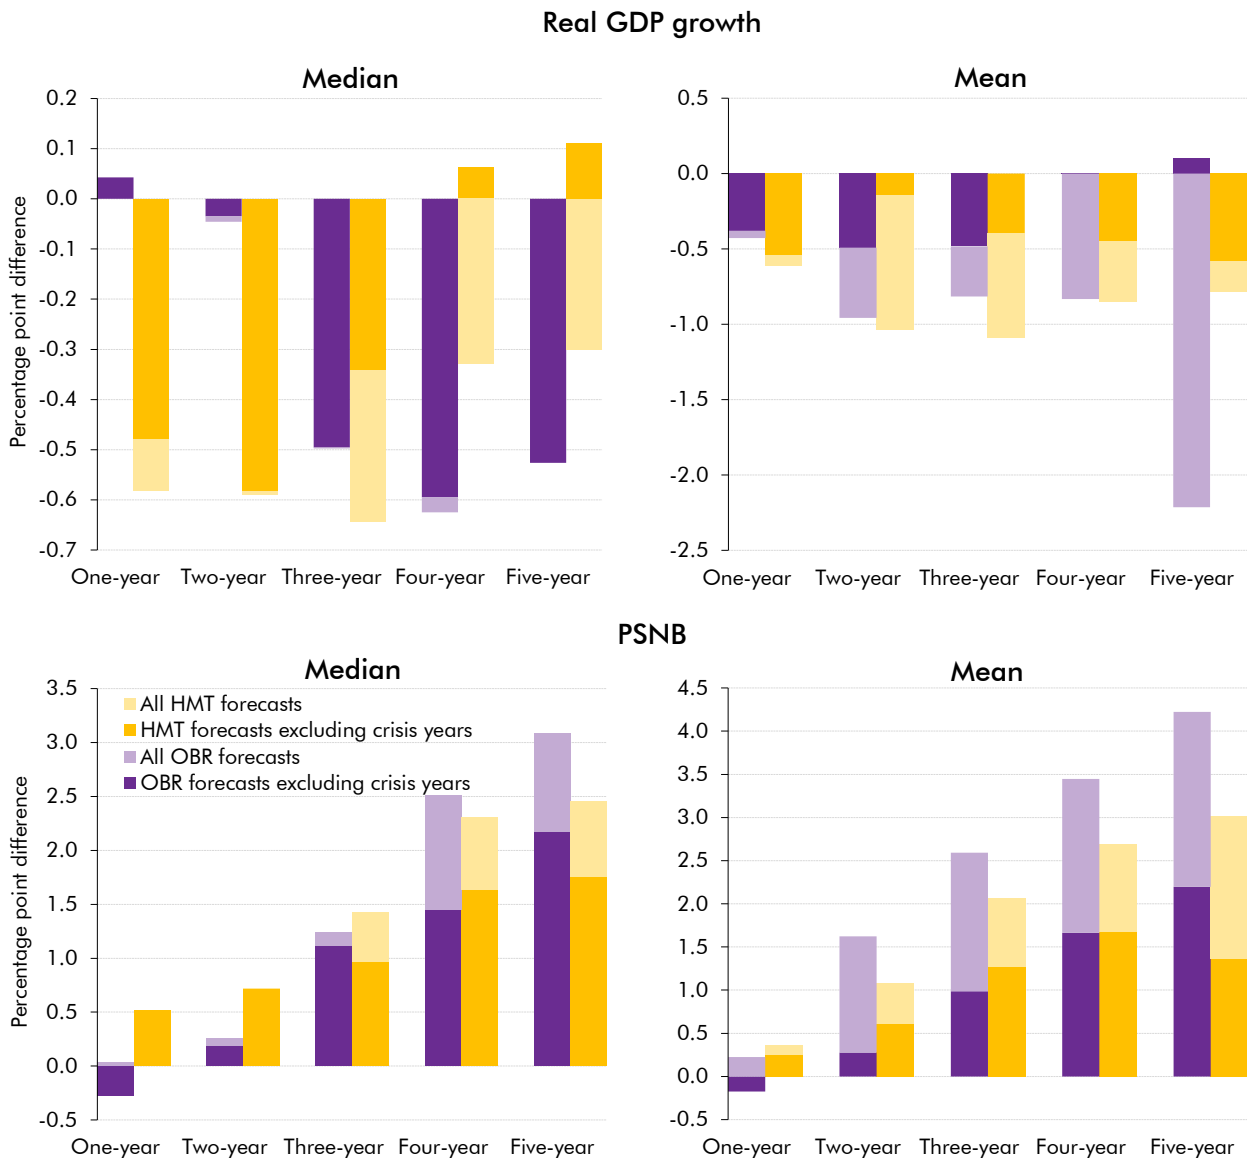 Real GDP growth
Median
0.2
0.1
0.0
-0.1
-0.2
-0.3
-0.4
-0.5
-0.6
-0.7
Percentage point difference
One-year Two-year Three-year Four-year Five-year
Mean
0.5
0.0
-0.5
-1.0
-1.5
-2.0
-2.5
One-year Two-year Three-year Four-year Five-year
PSNB
Median
3.5
3.0
2.5
2.0
1.5
1.0
0.5
0.0
-0.5
Percentage point difference
All HMT forecasts
HMT forecasts excluding crisis years
All OBR forecasts
OBR forecasts excluding crisis years
One-year Two-year Three-year Four-year Five-year
Mean
4.5
4.0
3.5
3.0
2.5
2.0
1.5
1.0
0.5
0.0
-0.5
One-year Two-year Three-year Four-year Five-year